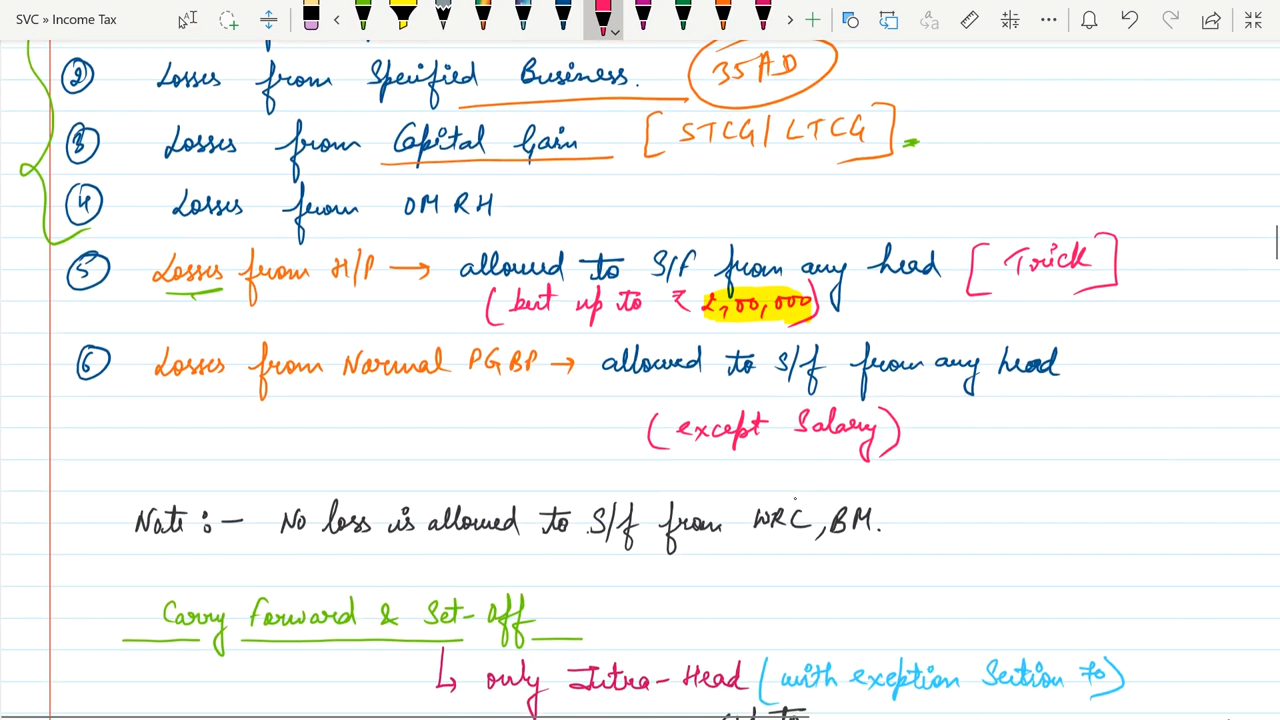 SVC » Income Tax
② Losses from Specified Business. 35AD
③ Losses from Capital Gain [STCG/LTCG]
④ Losses from OMRH
⑤ Losses from H/P → allowed to S/F from any head [Trick]
(but up to ₹ 2,00,000)
⑥ Losses from Normal PGBP → allowed to S/f from any head
(except Salary)
Note :- No loss is allowed to S/f from WRC, BM.
Carry Forward & Set-Off
↳ only Intra-Head (with exeption Section 70)